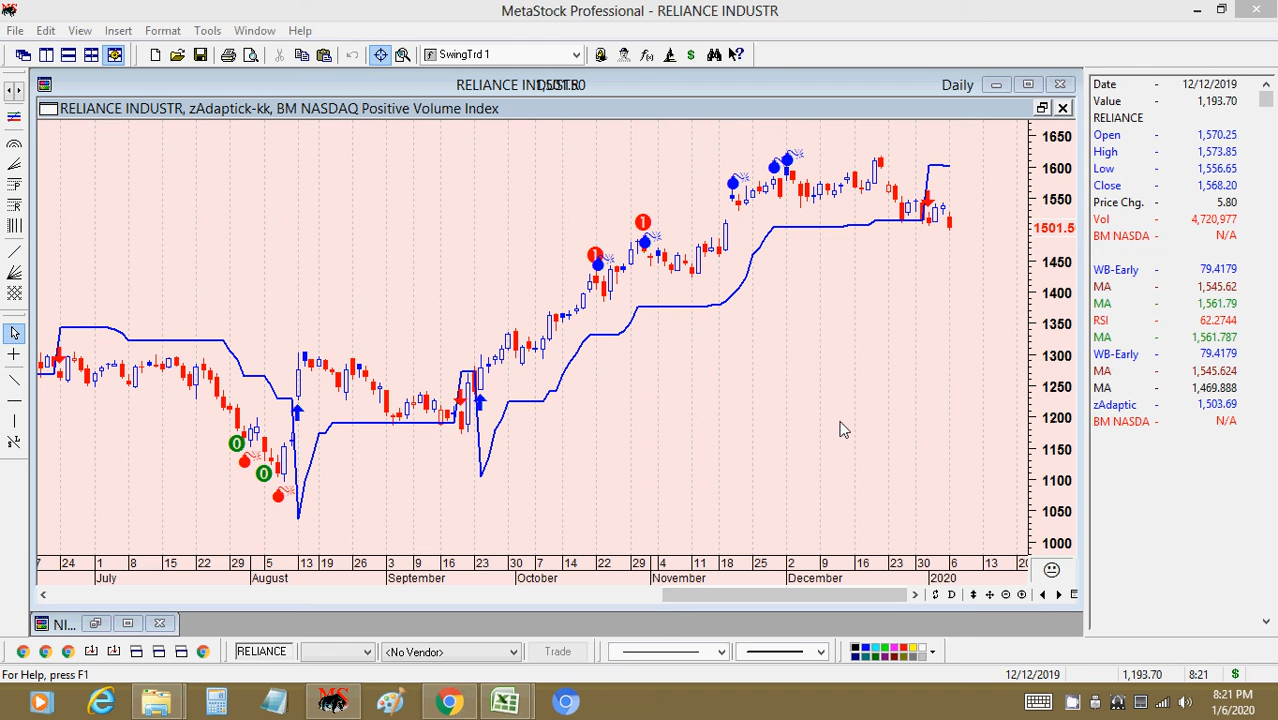 MetaStock Professional - RELIANCE INDUSTR
File Edit View Insert Format Tools Window Help
SwingTrd 1
RELIANCE INDUSTR Daily
RELIANCE INDUSTR, zAdaptick-kk, BM NASDAQ Positive Volume Index
1650
1600
1550
1501.5
1450
1400
1350
1300
1250
1200
1150
1100
1050
1000
1
1
0
0
24 1 8 15 22 29 5 13 19 26 3 9 16 23 30 7 14 22 29 4 11 18 25 2 9 16 23 30 6 13 20
July August September October November December 2020
Date - 12/12/2019
Value - 1,193.70
RELIANCE
Open - 1,570.25
High - 1,573.85
Low - 1,556.65
Close - 1,568.20
Price Chg. - 5.80
Vol - 4,720,977
BM NASDA - N/A
WB-Early - 79.4179
MA - 1,545.62
MA - 1,561.79
RSI - 62.2744
MA - 1,561.787
WB-Early - 79.4179
MA - 1,545.624
MA - 1,469.888
zAdaptic - 1,503.69
BM NASDA - N/A
NI...
RELIANCE <No Vendor> Trade
For Help, press F1 12/12/2019 1,193.70 8:21
8:21 PM
1/6/2020